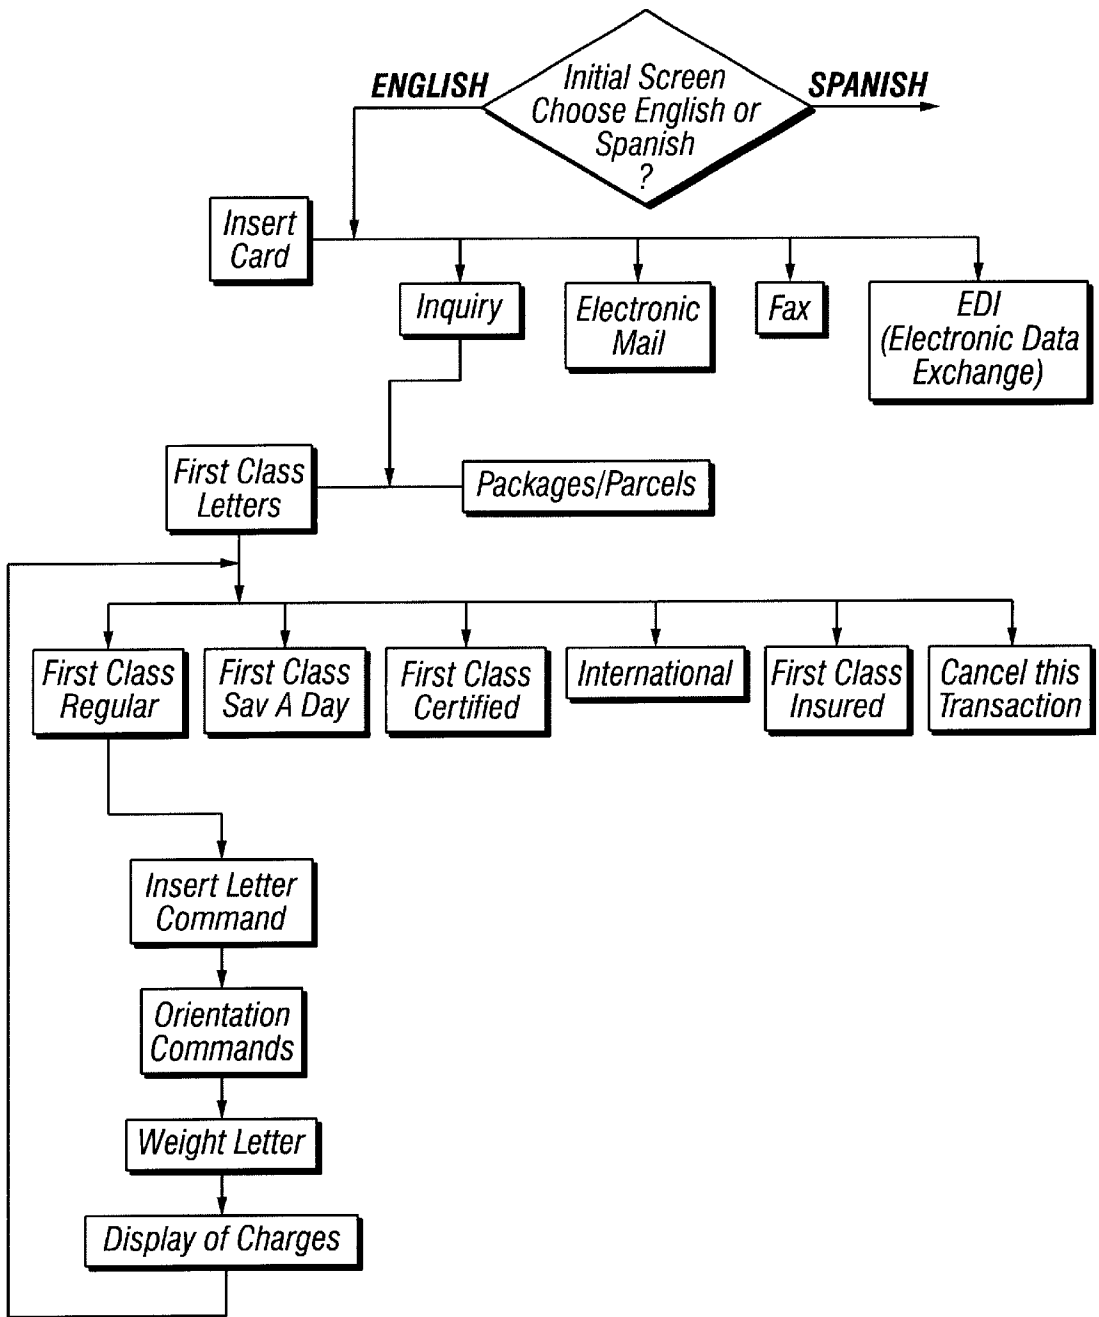 ENGLISH
SPANISH
Initial Screen
Choose English or
Spanish
?
Insert
Card
Inquiry
Electronic
Mail
Fax
EDI
(Electronic Data
Exchange)
First Class
Letters
Packages/Parcels
First Class
Regular
First Class
Sav A Day
First Class
Certified
International
First Class
Insured
Cancel this
Transaction
Insert Letter
Command
Orientation
Commands
Weight Letter
Display of Charges